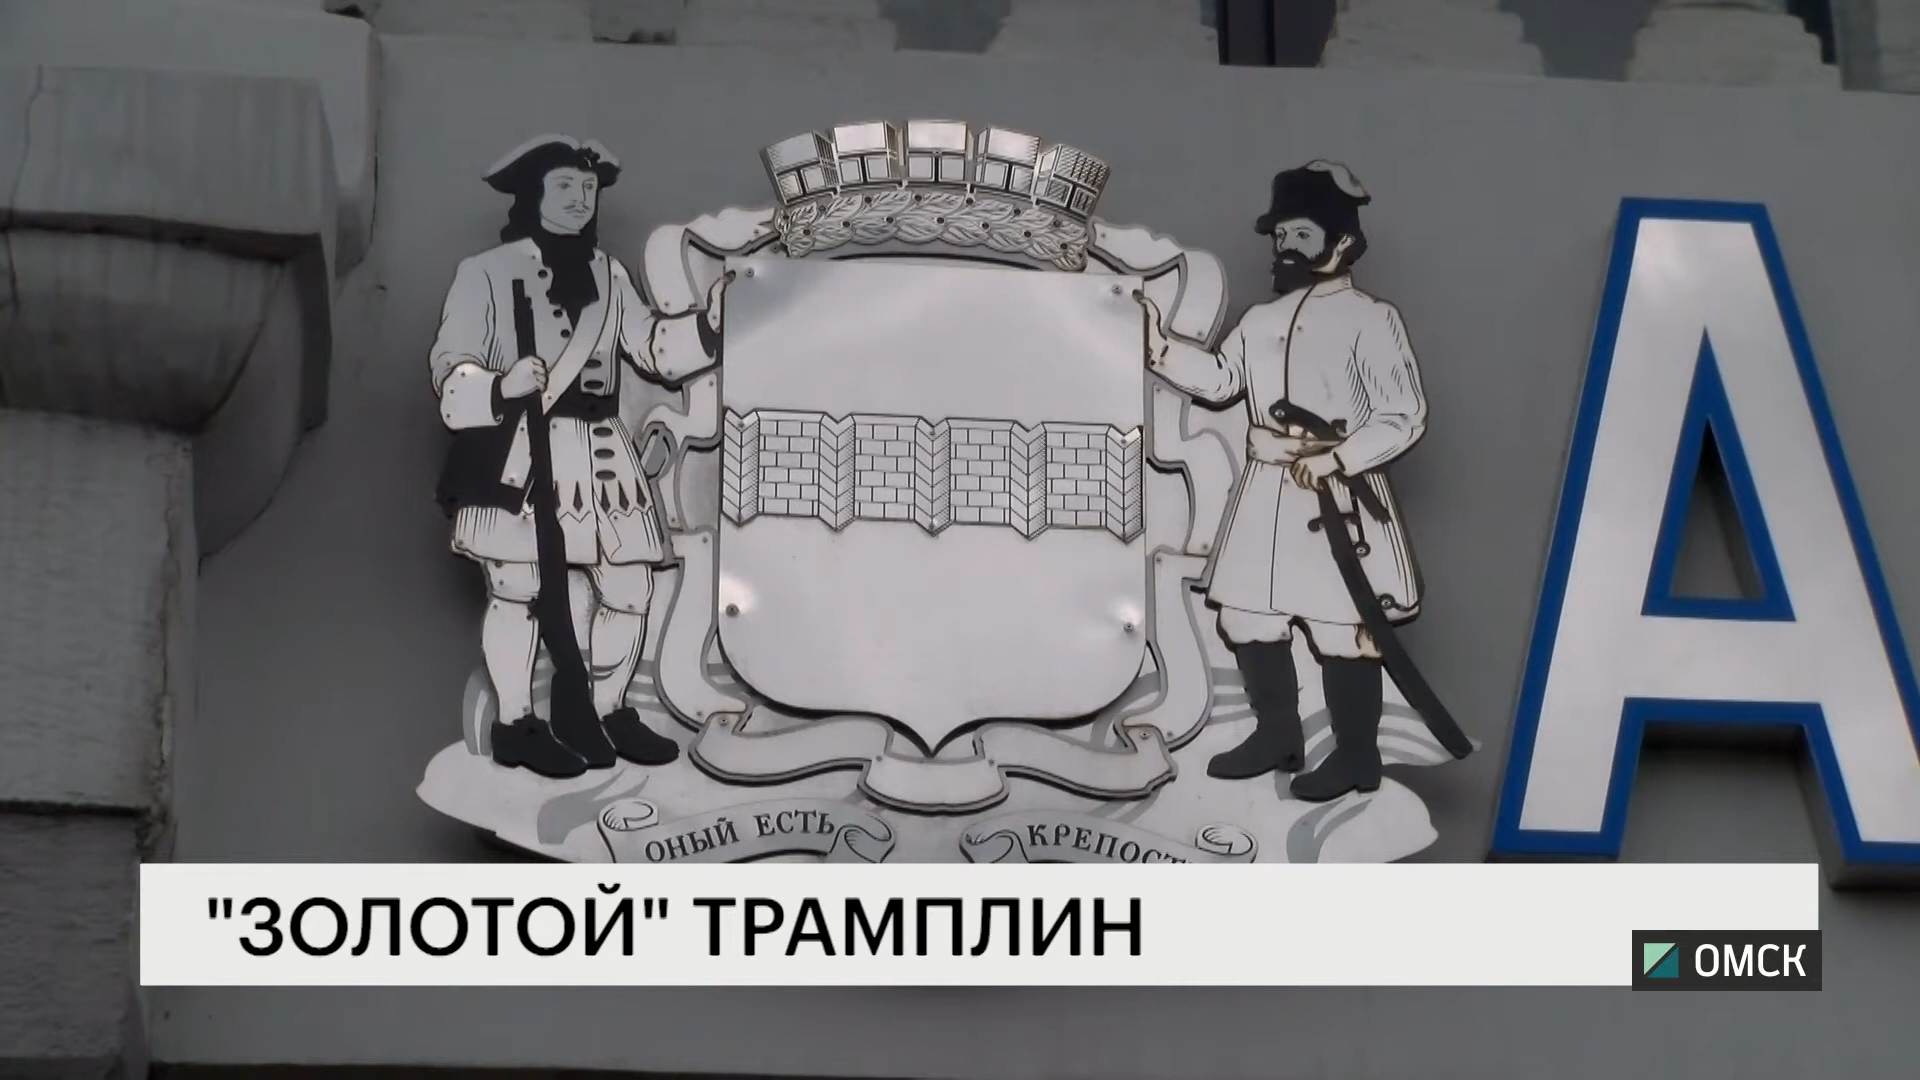 А
ОНЫЙ ЕСТЬ
КРЕПОСТ
"ЗОЛОТОЙ" ТРАМПЛИН
ОМСК